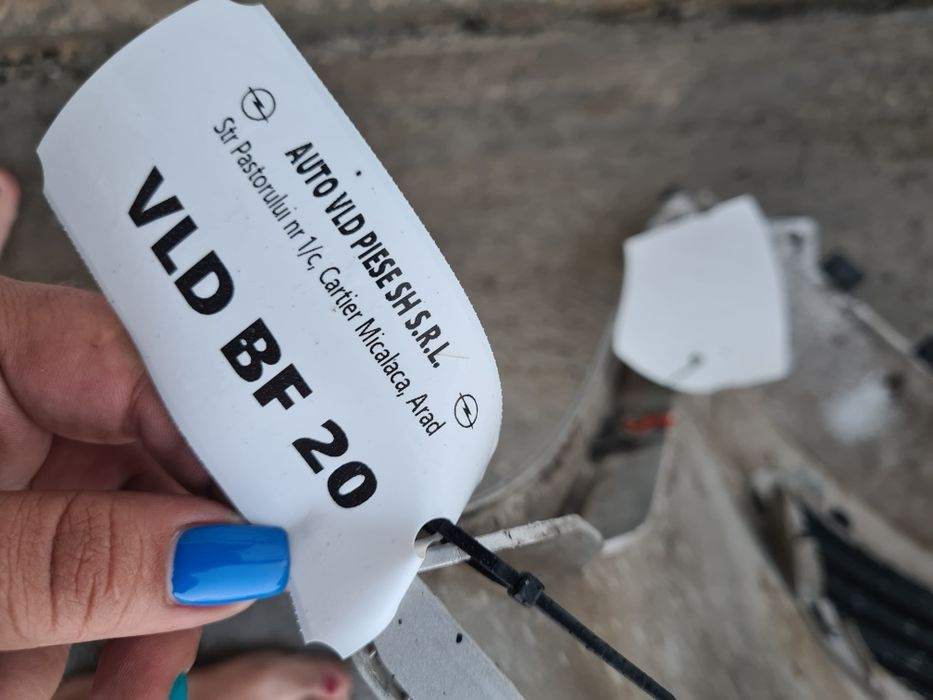 AUTO VLD PIESE SH S.R.L.
Str Pastorului nr 1/c, Cartier Micalaca, Arad
VLD BF 20